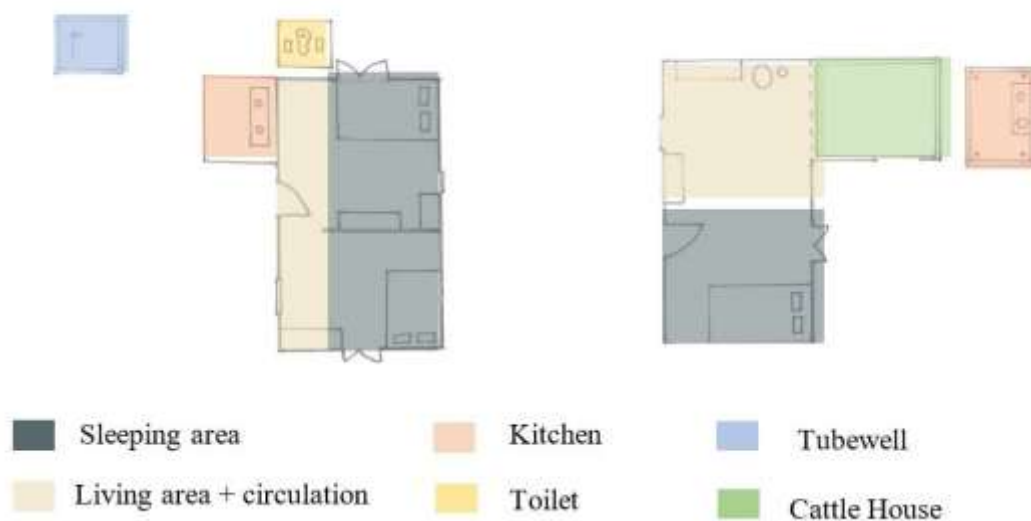 Sleeping area
Kitchen
Tubewell
Living area + circulation
Toilet
Cattle House